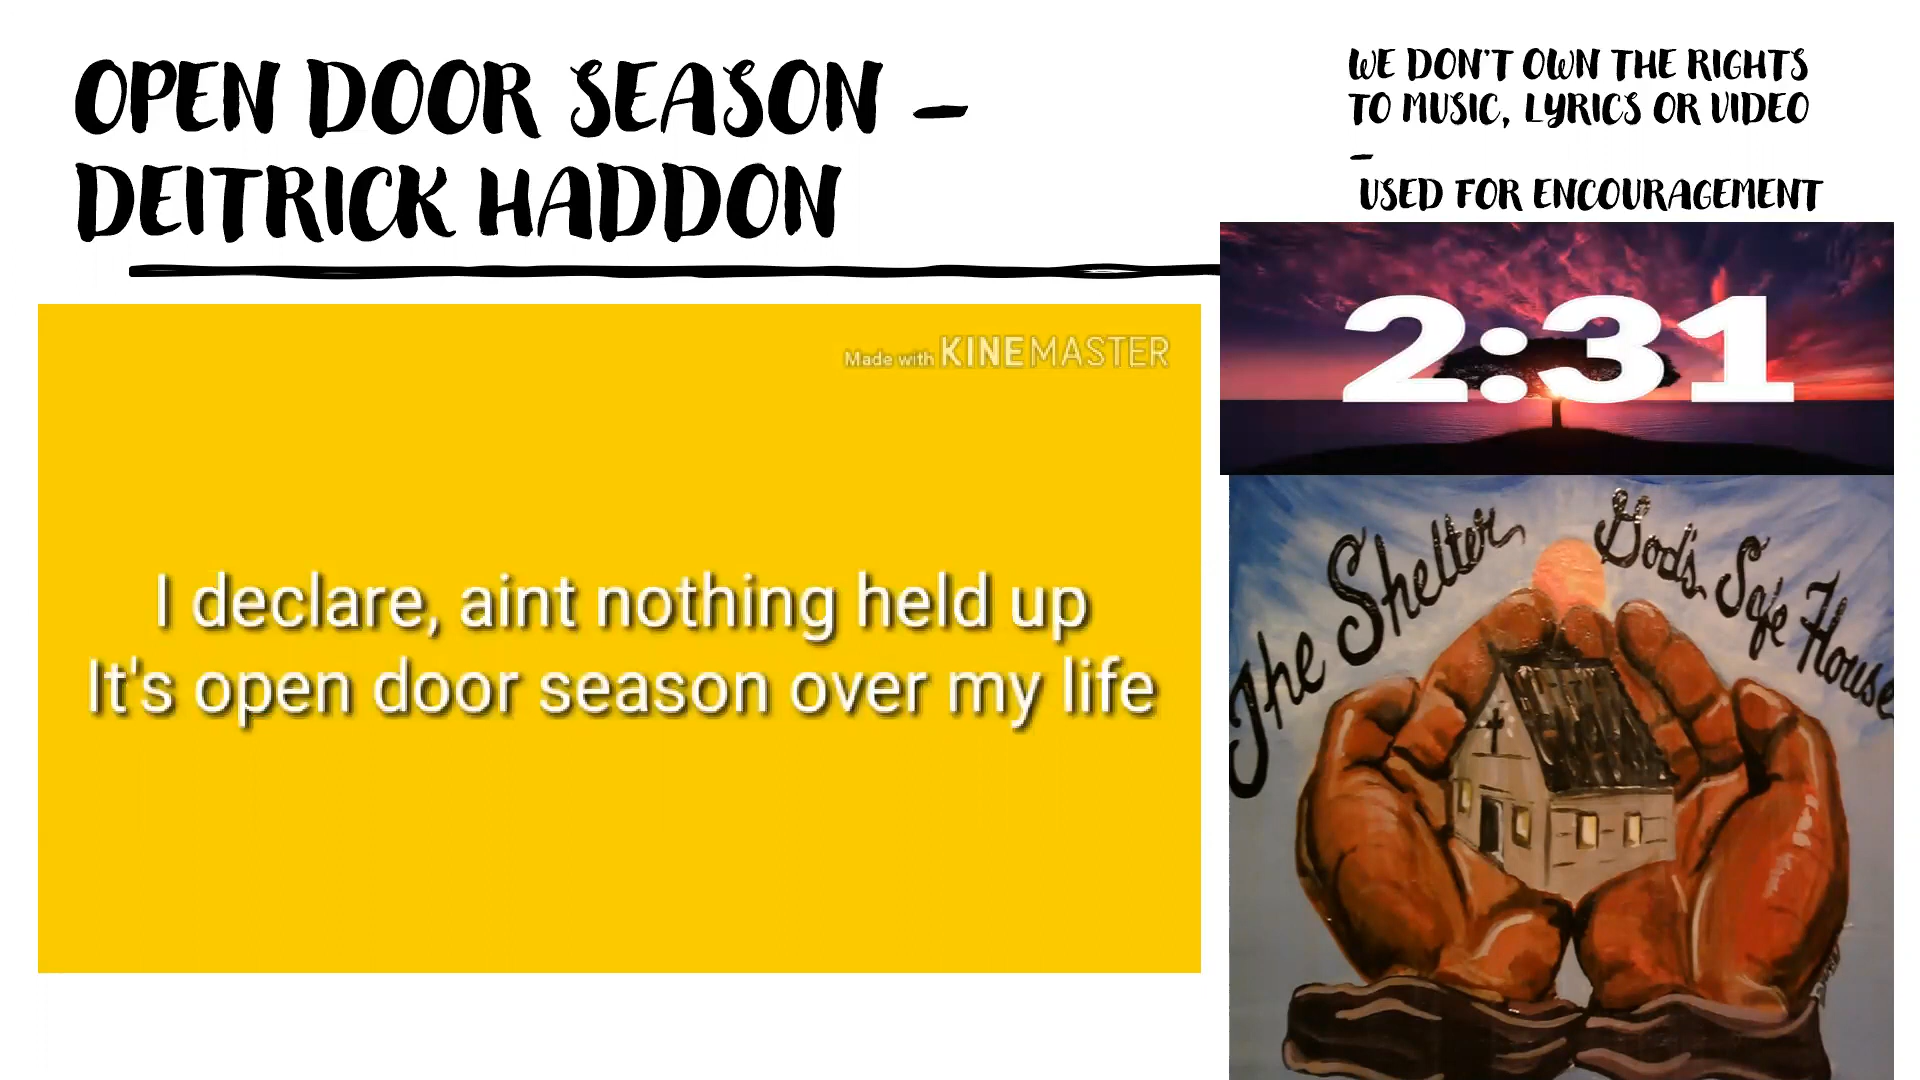 OPEN DOOR SEASON –
DEITRICK HADDON
WE DON'T OWN THE RIGHTS
TO MUSIC, LYRICS OR VIDEO
–
USED FOR ENCOURAGEMENT
Made with KINEMASTER
I declare, aint nothing held up
It's open door season over my life
2:31
The Shelter God's Safe House